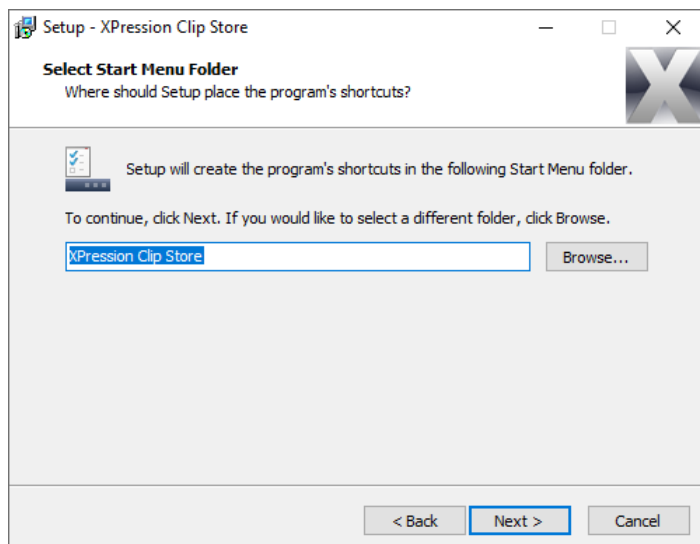 Setup - XPression Clip Store
Select Start Menu Folder
Where should Setup place the program's shortcuts?
X
Setup will create the program's shortcuts in the following Start Menu folder.
To continue, click Next. If you would like to select a different folder, click Browse.
XPression Clip Store
Browse...
< Back
Next >
Cancel